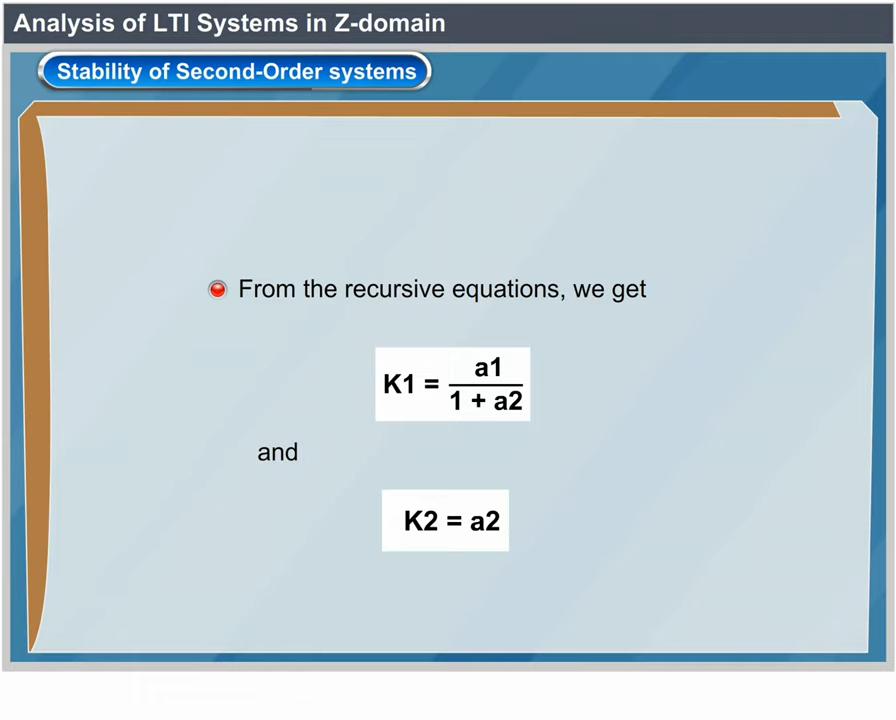 Analysis of LTI Systems in Z-domain
Stability of Second-Order systems
From the recursive equations, we get
K1 = a1 / 1 + a2
and
K2 = a2